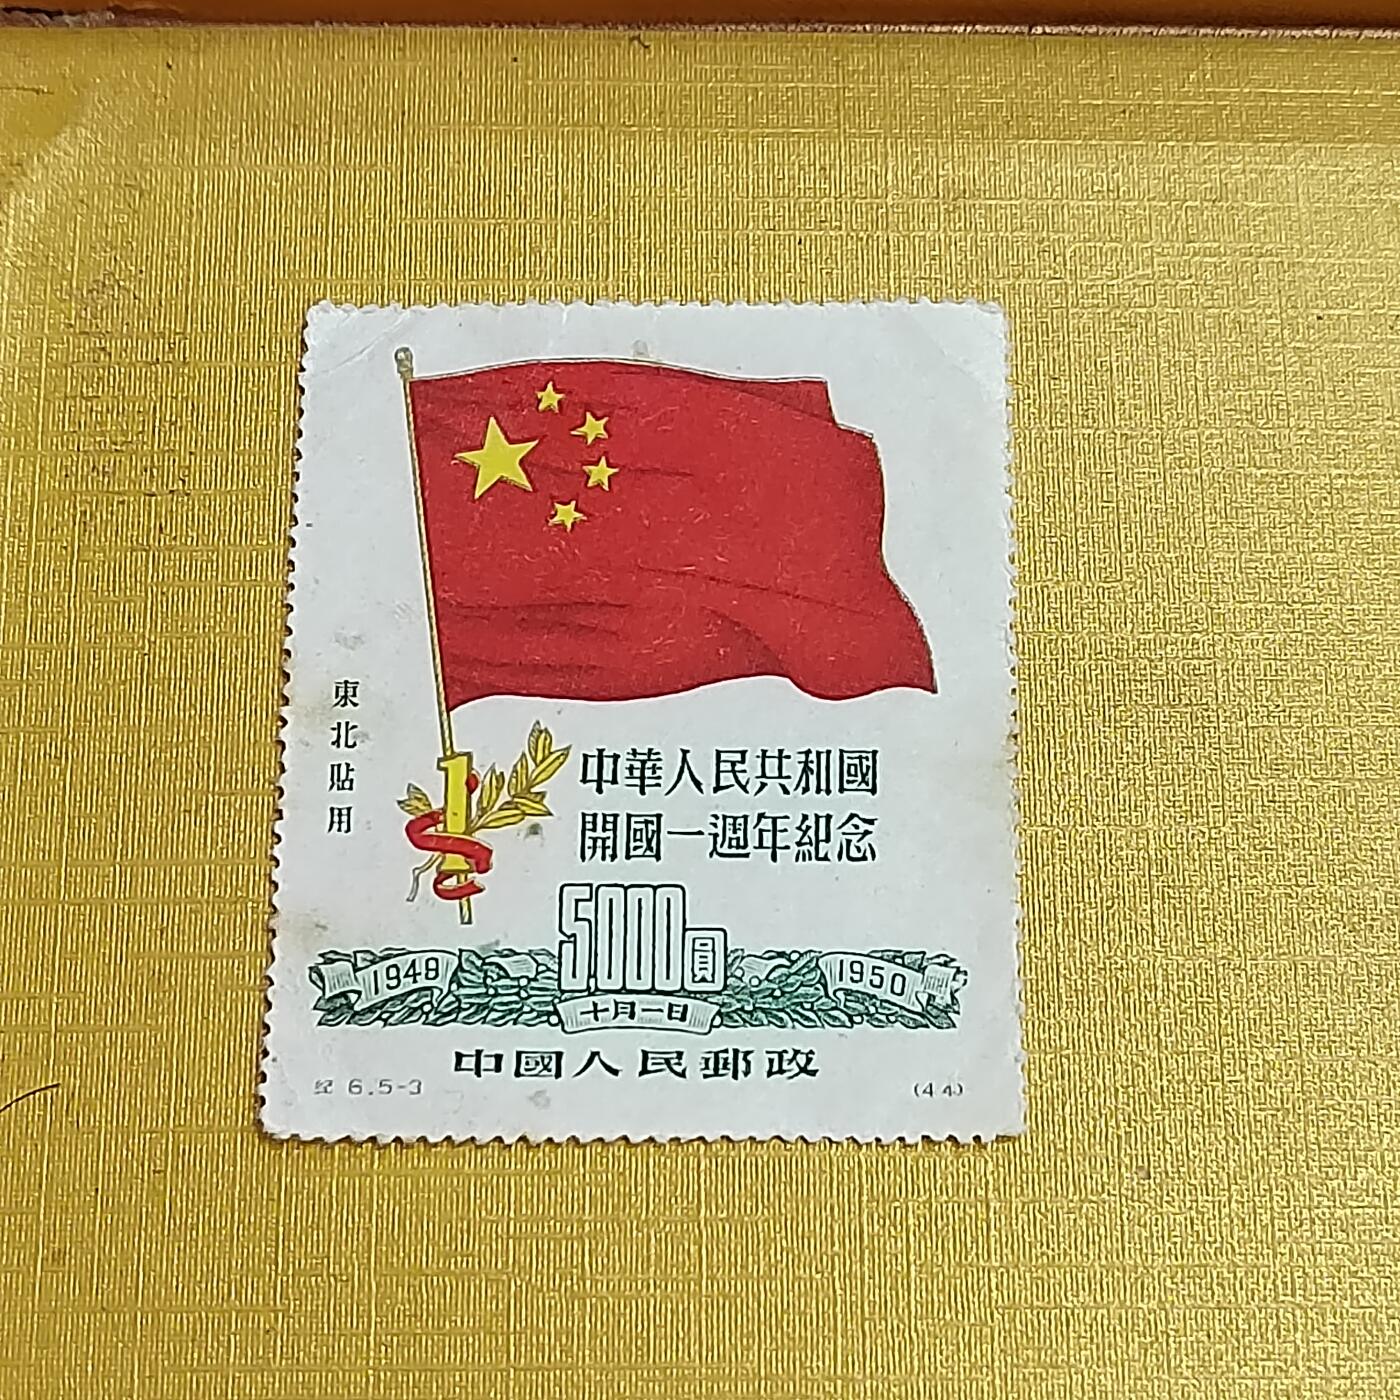 東北貼用
中華人民共和國
開國一週年紀念
5,000圓
1948
1950
十月一日
中國人民郵政
纪 6.5-3
(44)